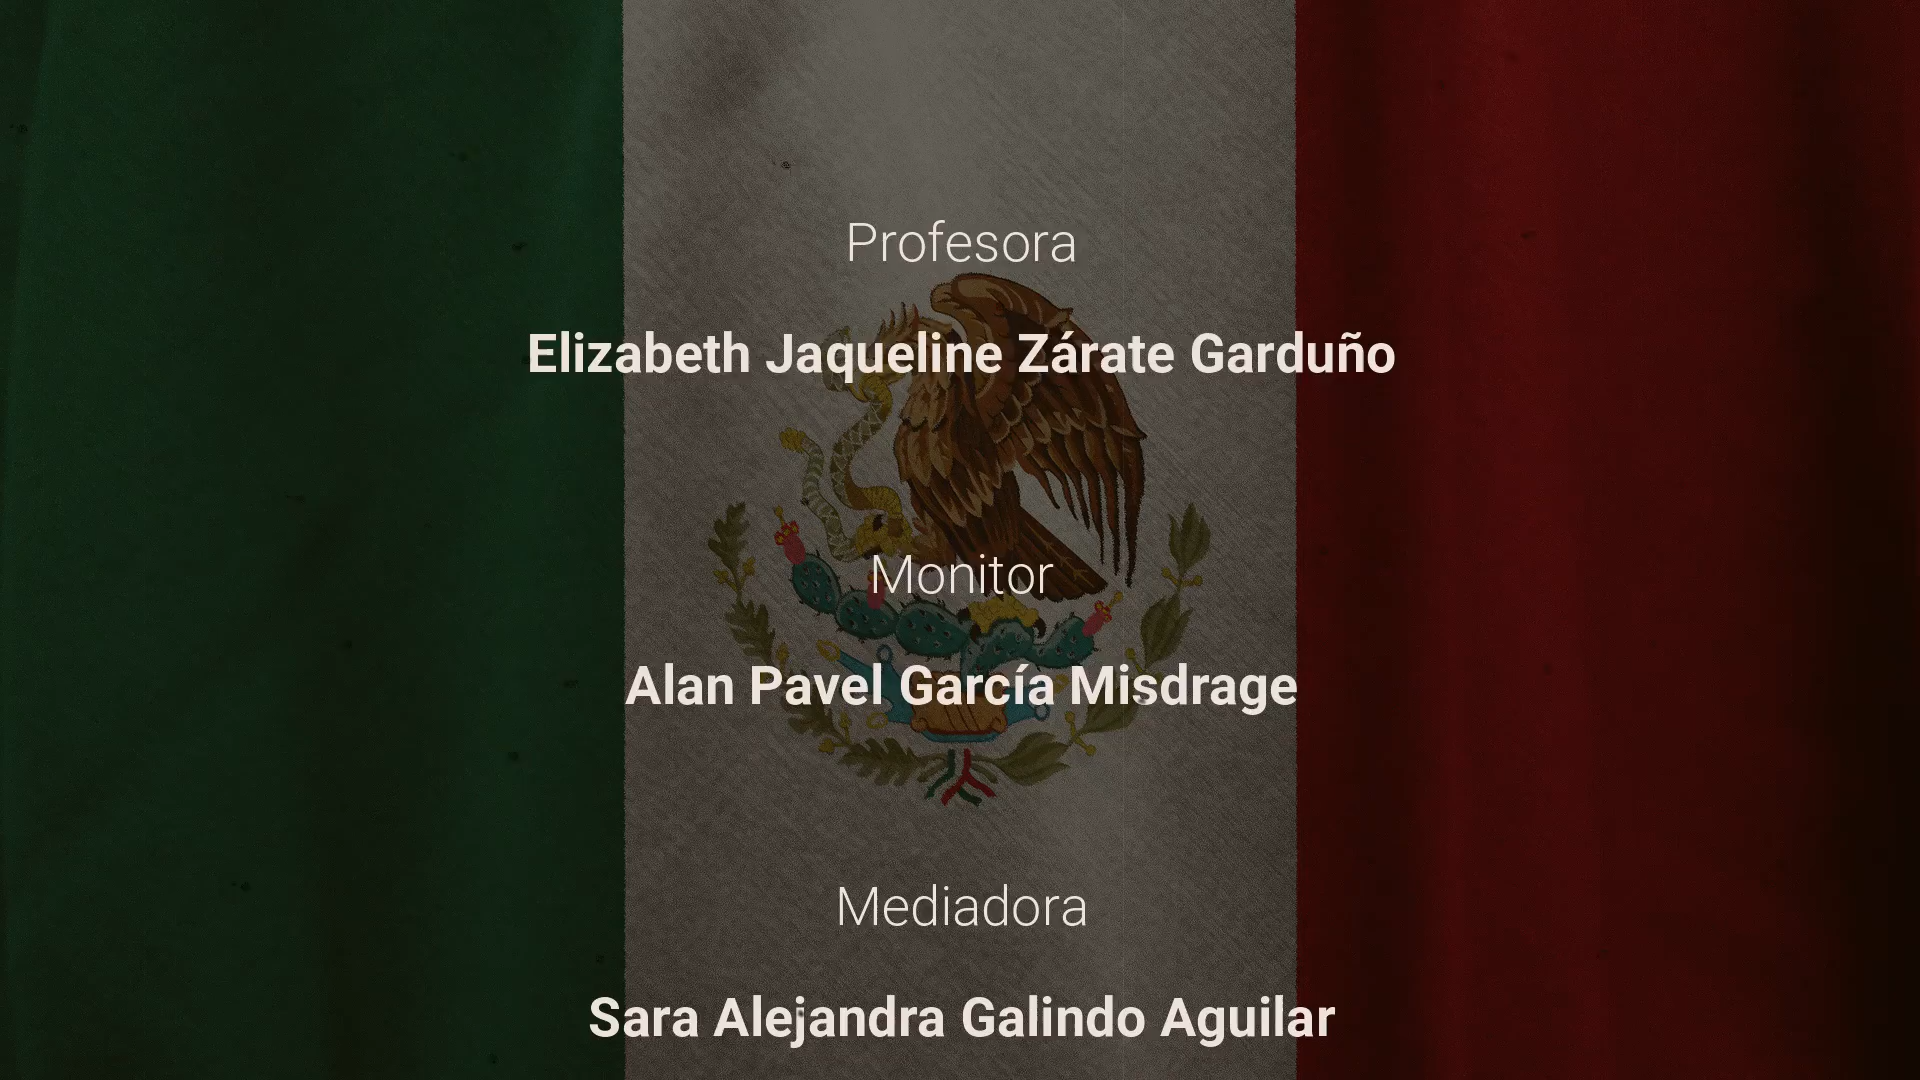 Profesora
Elizabeth Jaqueline Zárate Garduño
Monitor
Alan Pavel García Misdrage
Mediadora
Sara Alejandra Galindo Aguilar